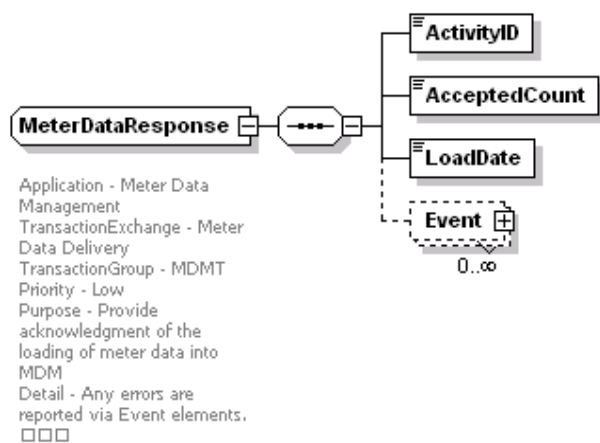 ActivityID
AcceptedCount
MeterDataResponse
LoadDate
Event
0..∞
Application - Meter Data
Management
TransactionExchange - Meter
Data Delivery
TransactionGroup - MDMT
Priority - Low
Purpose - Provide
acknowledgment of the
loading of meter data into
MDM
Detail - Any errors are
reported via Event elements.
□□□